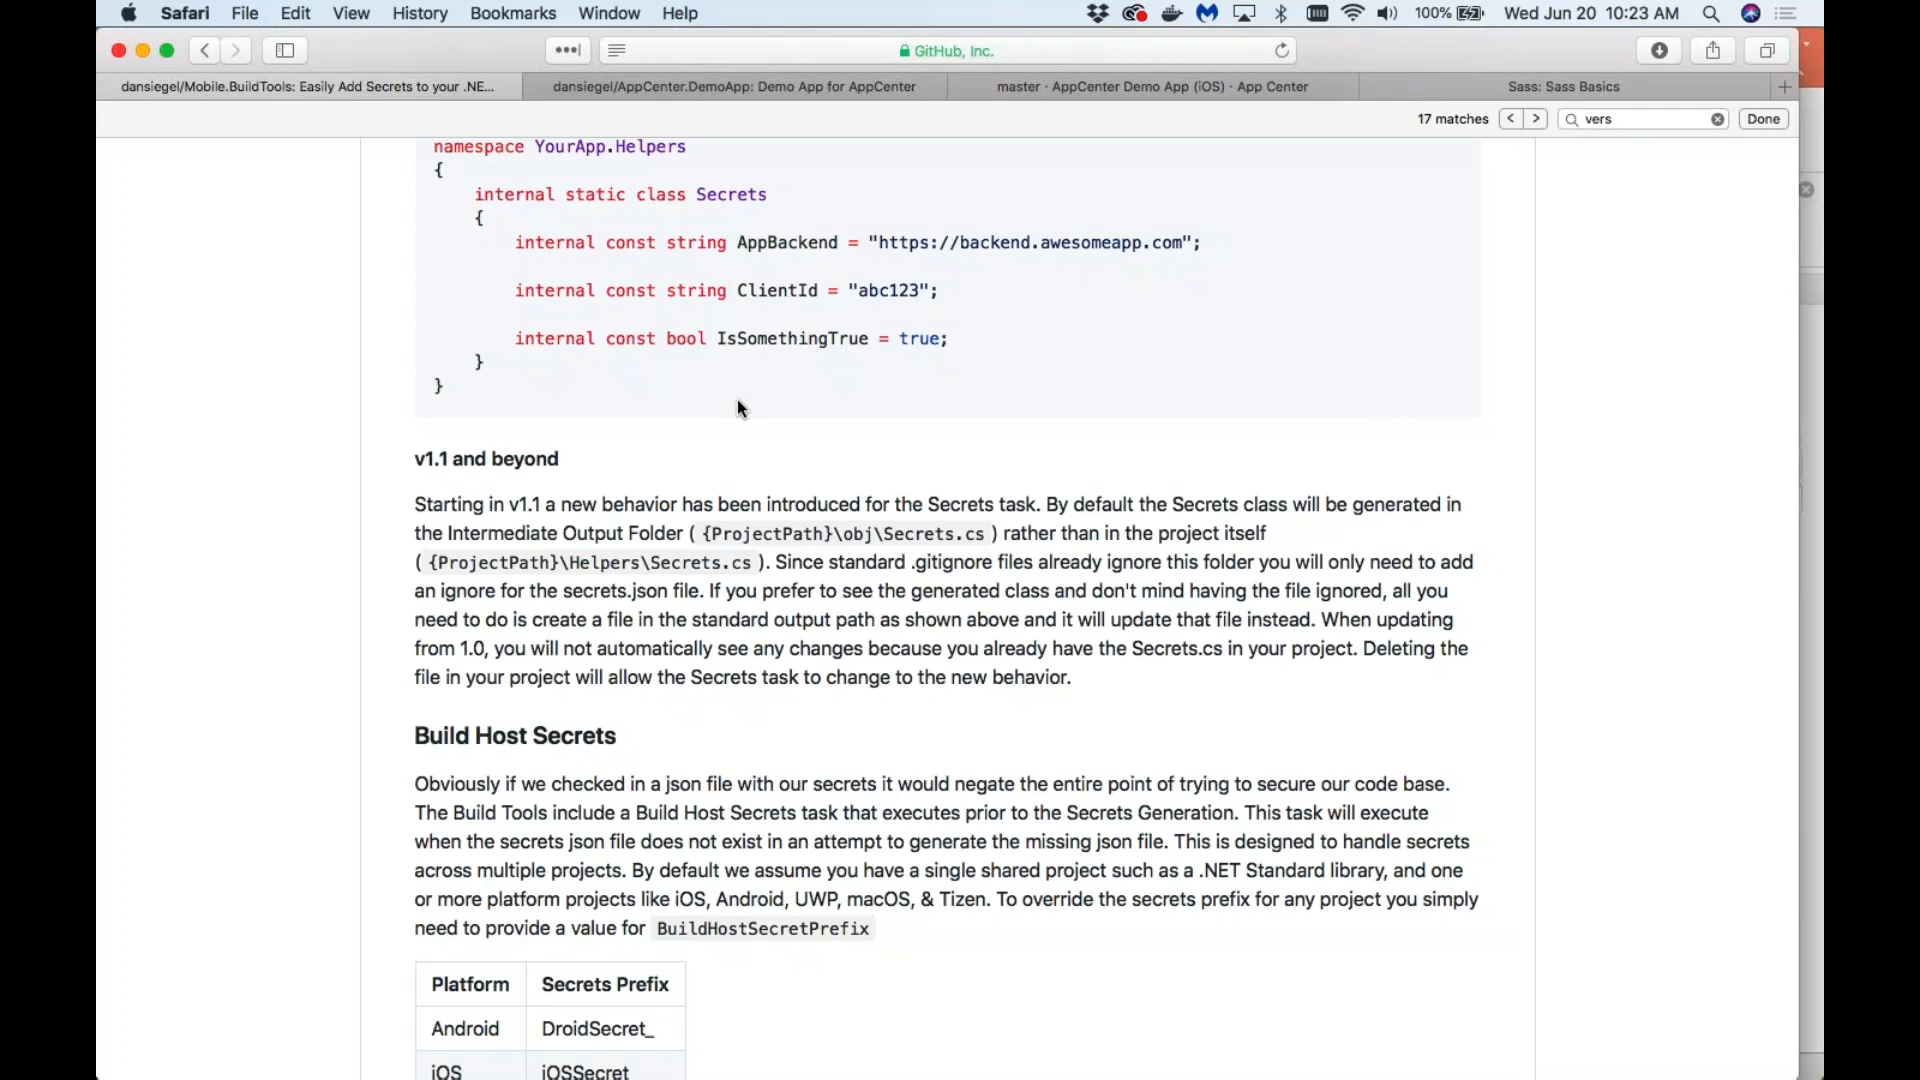 Safari File Edit View History Bookmarks Window Help 100% Wed Jun 20 10:23 AM
GitHub, Inc.
dansiegel/Mobile.BuildTools: Easily Add Secrets to your .NE... dansiegel/AppCenter.DemoApp: Demo App for AppCenter master · AppCenter Demo App (iOS) · App Center Sass: Sass Basics
17 matches < > vers Done
namespace YourApp.Helpers
{
internal static class Secrets
{
internal const string AppBackend = "https://backend.awesomeapp.com";
internal const string ClientId = "abc123";
internal const bool IsSomethingTrue = true;
}
}
v1.1 and beyond
Starting in v1.1 a new behavior has been introduced for the Secrets task. By default the Secrets class will be generated in
the Intermediate Output Folder ( {ProjectPath}\obj\Secrets.cs ) rather than in the project itself
( {ProjectPath}\Helpers\Secrets.cs ). Since standard .gitignore files already ignore this folder you will only need to add
an ignore for the secrets.json file. If you prefer to see the generated class and don't mind having the file ignored, all you
need to do is create a file in the standard output path as shown above and it will update that file instead. When updating
from 1.0, you will not automatically see any changes because you already have the Secrets.cs in your project. Deleting the
file in your project will allow the Secrets task to change to the new behavior.
Build Host Secrets
Obviously if we checked in a json file with our secrets it would negate the entire point of trying to secure our code base.
The Build Tools include a Build Host Secrets task that executes prior to the Secrets Generation. This task will execute
when the secrets json file does not exist in an attempt to generate the missing json file. This is designed to handle secrets
across multiple projects. By default we assume you have a single shared project such as a .NET Standard library, and one
or more platform projects like iOS, Android, UWP, macOS, & Tizen. To override the secrets prefix for any project you simply
need to provide a value for BuildHostSecretPrefix
Platform Secrets Prefix
Android DroidSecret_
iOS iOSSecret